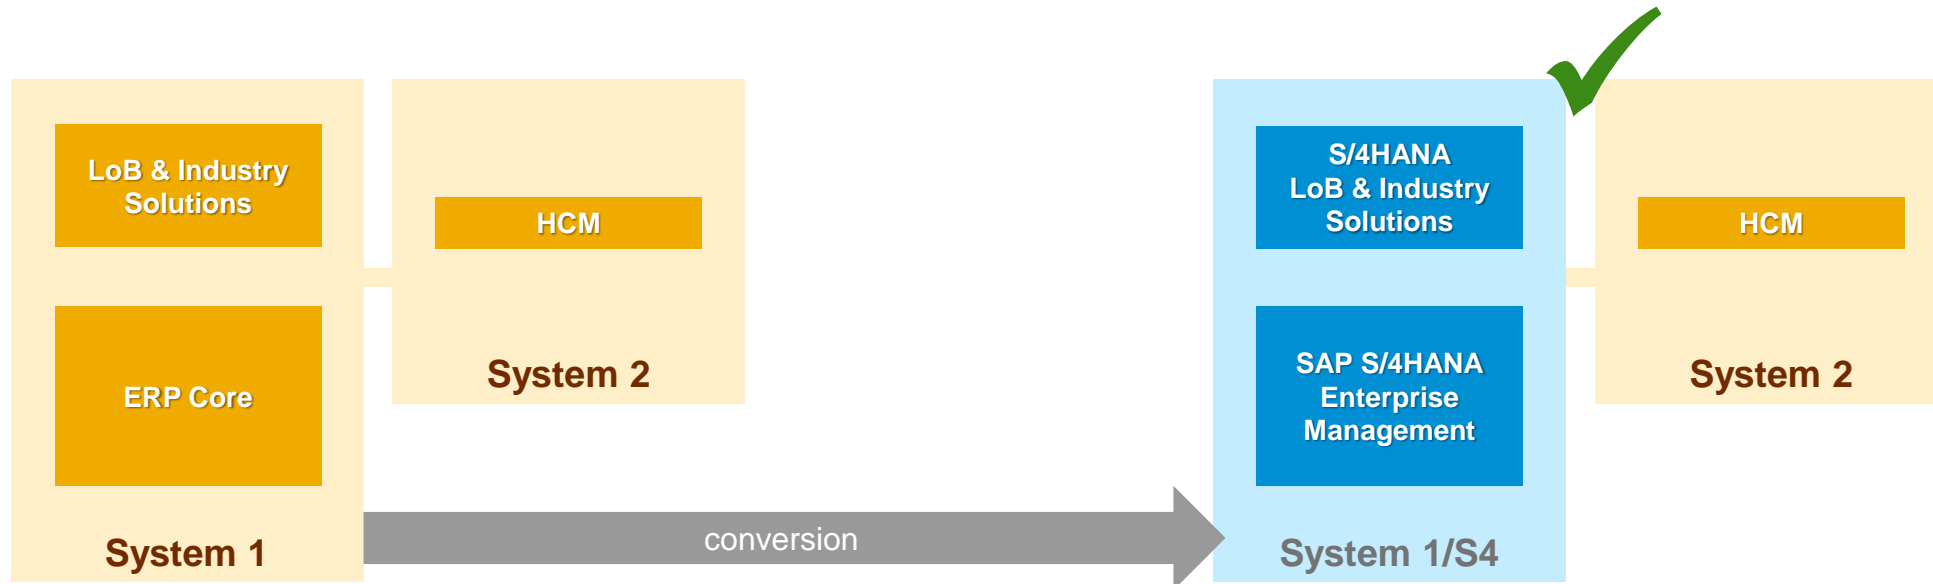 LoB & Industry
Solutions
ERP Core
System 1
HCM
System 2
conversion
S/4HANA
LoB & Industry
Solutions
SAP S/4HANA
Enterprise
Management
System 1/S4
HCM
System 2